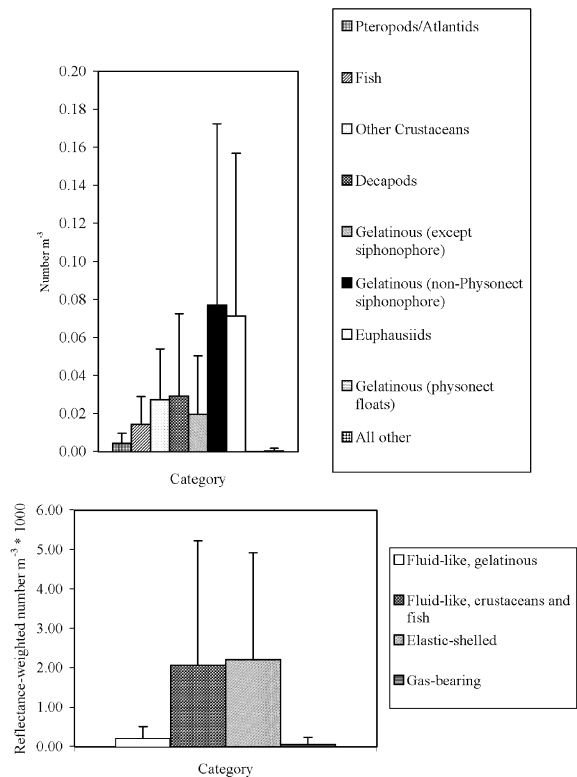 0.20
0.18
0.16
0.14
0.12
0.10
0.08
0.06
0.04
0.02
0.00
Number m-3
Category
Pteropods/Atlantids
Fish
Other Crustaceans
Decapods
Gelatinous (except
siphonophore)
Gelatinous (non-Physonect
siphonophore)
Euphausiids
Gelatinous (physonect
floats)
All other
6.00
5.00
4.00
3.00
2.00
1.00
0.00
Reflectance-weighted number m-3 * 1000
Category
Fluid-like, gelatinous
Fluid-like, crustaceans and
fish
Elastic-shelled
Gas-bearing